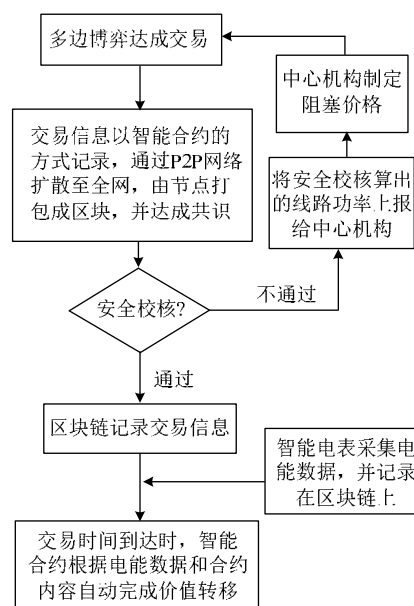 多边博弈达成交易
中心机构制定
阻塞价格
交易信息以智能合约的
方式记录，通过P2P网络
扩散至全网，由节点打
包成区块，并达成共识
将安全校核算出
的线路功率上报
给中心机构
安全校核?
不通过
通过
区块链记录交易信息
智能电表采集电
能数据，并记录
在区块链上
交易时间到达时，智能
合约根据电能数据和合约
内容自动完成价值转移